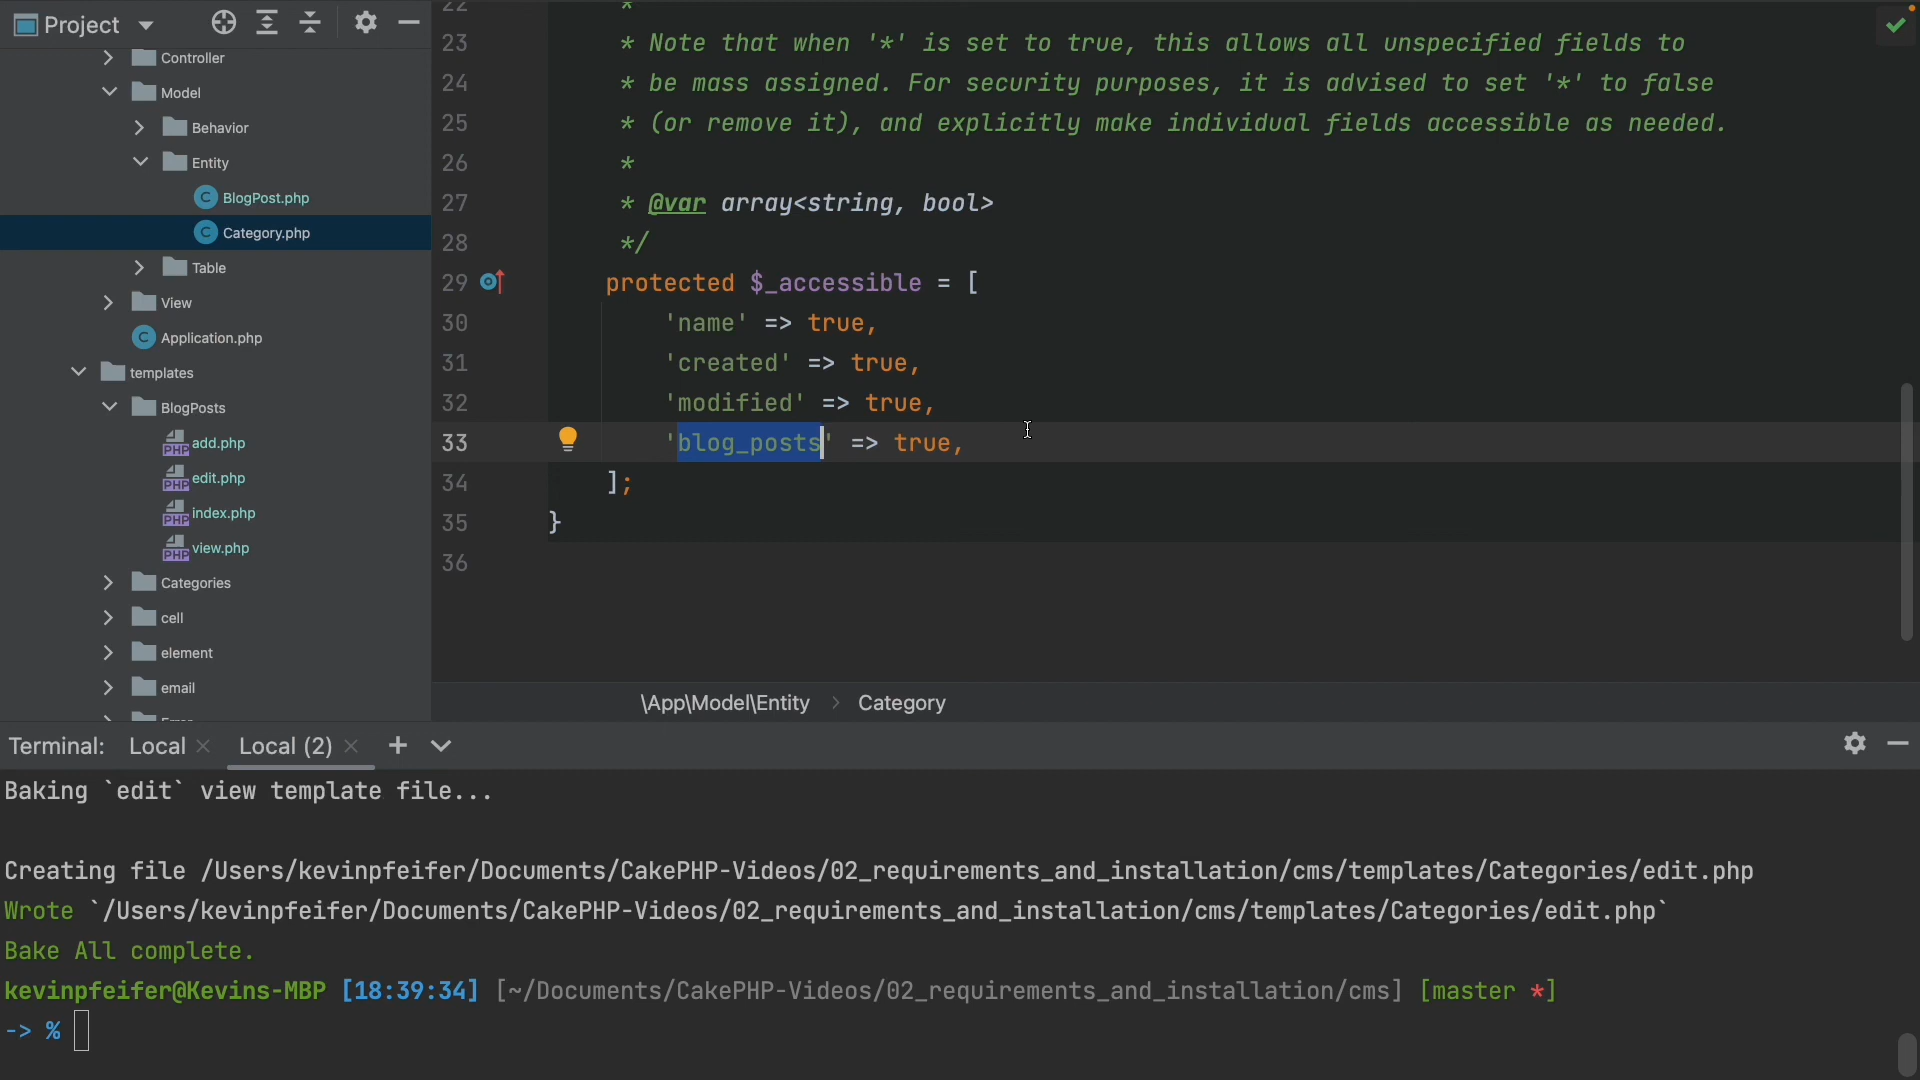 Project
Controller
Model
Behavior
Entity
BlogPost.php
Category.php
Table
View
Application.php
templates
BlogPosts
PHP add.php
PHP edit.php
PHP index.php
PHP view.php
Categories
cell
element
email
22 *
23 * Note that when '*' is set to true, this allows all unspecified fields to
24 * be mass assigned. For security purposes, it is advised to set '*' to false
25 * (or remove it), and explicitly make individual fields accessible as needed.
26 *
27 * @var array<string, bool>
28 */
29 protected $_accessible = [
30 'name' => true,
31 'created' => true,
32 'modified' => true,
33 'blog_posts' => true,
34 ];
35 }
36
\App\Model\Entity > Category
Terminal: Local × Local (2) × +
Baking `edit` view template file...
Creating file /Users/kevinpfeifer/Documents/CakePHP-Videos/02_requirements_and_installation/cms/templates/Categories/edit.php
Wrote `/Users/kevinpfeifer/Documents/CakePHP-Videos/02_requirements_and_installation/cms/templates/Categories/edit.php`
Bake All complete.
kevinpfeifer@Kevins-MBP [18:39:34] [~/Documents/CakePHP-Videos/02_requirements_and_installation/cms] [master *]
-> %